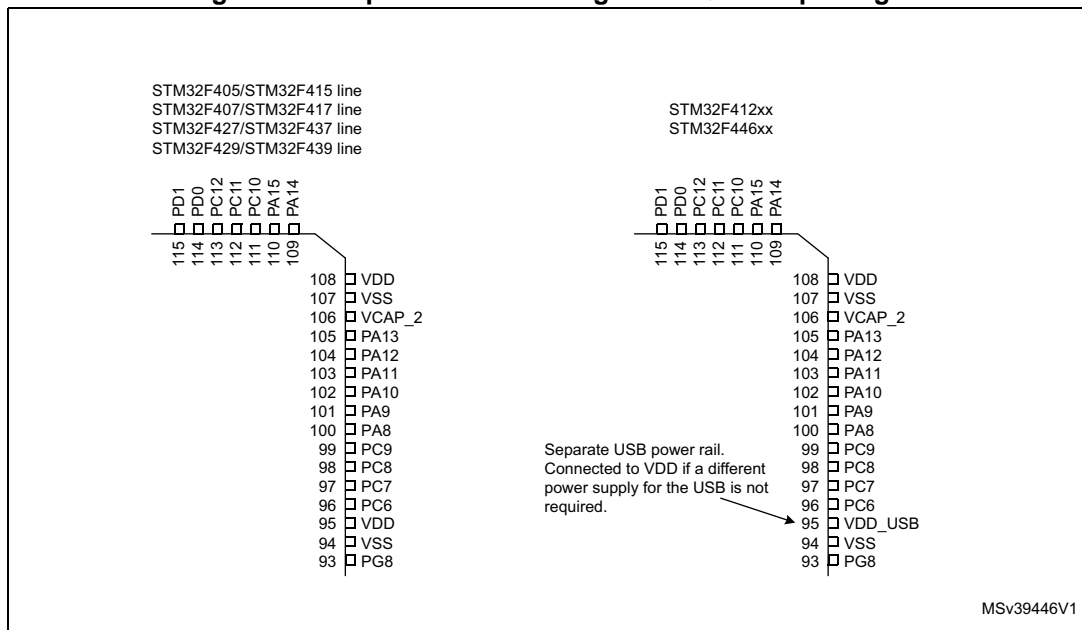 STM32F405/STM32F415 line
STM32F407/STM32F417 line
STM32F427/STM32F437 line
STM32F429/STM32F439 line
PD1
PD0
PC12
PC11
PC10
PA15
PA14
115
114
113
112
111
110
109
108 VDD
107 VSS
106 VCAP_2
105 PA13
104 PA12
103 PA11
102 PA10
101 PA9
100 PA8
99 PC9
98 PC8
97 PC7
96 PC6
95 VDD
94 VSS
93 PG8
STM32F412xx
STM32F446xx
PD1
PD0
PC12
PC11
PC10
PA15
PA14
115
114
113
112
111
110
109
108 VDD
107 VSS
106 VCAP_2
105 PA13
104 PA12
103 PA11
102 PA10
101 PA9
100 PA8
99 PC9
98 PC8
97 PC7
96 PC6
95 VDD_USB
94 VSS
93 PG8
Separate USB power rail.
Connected to VDD if a different
power supply for the USB is not
required.
MSv39446V1